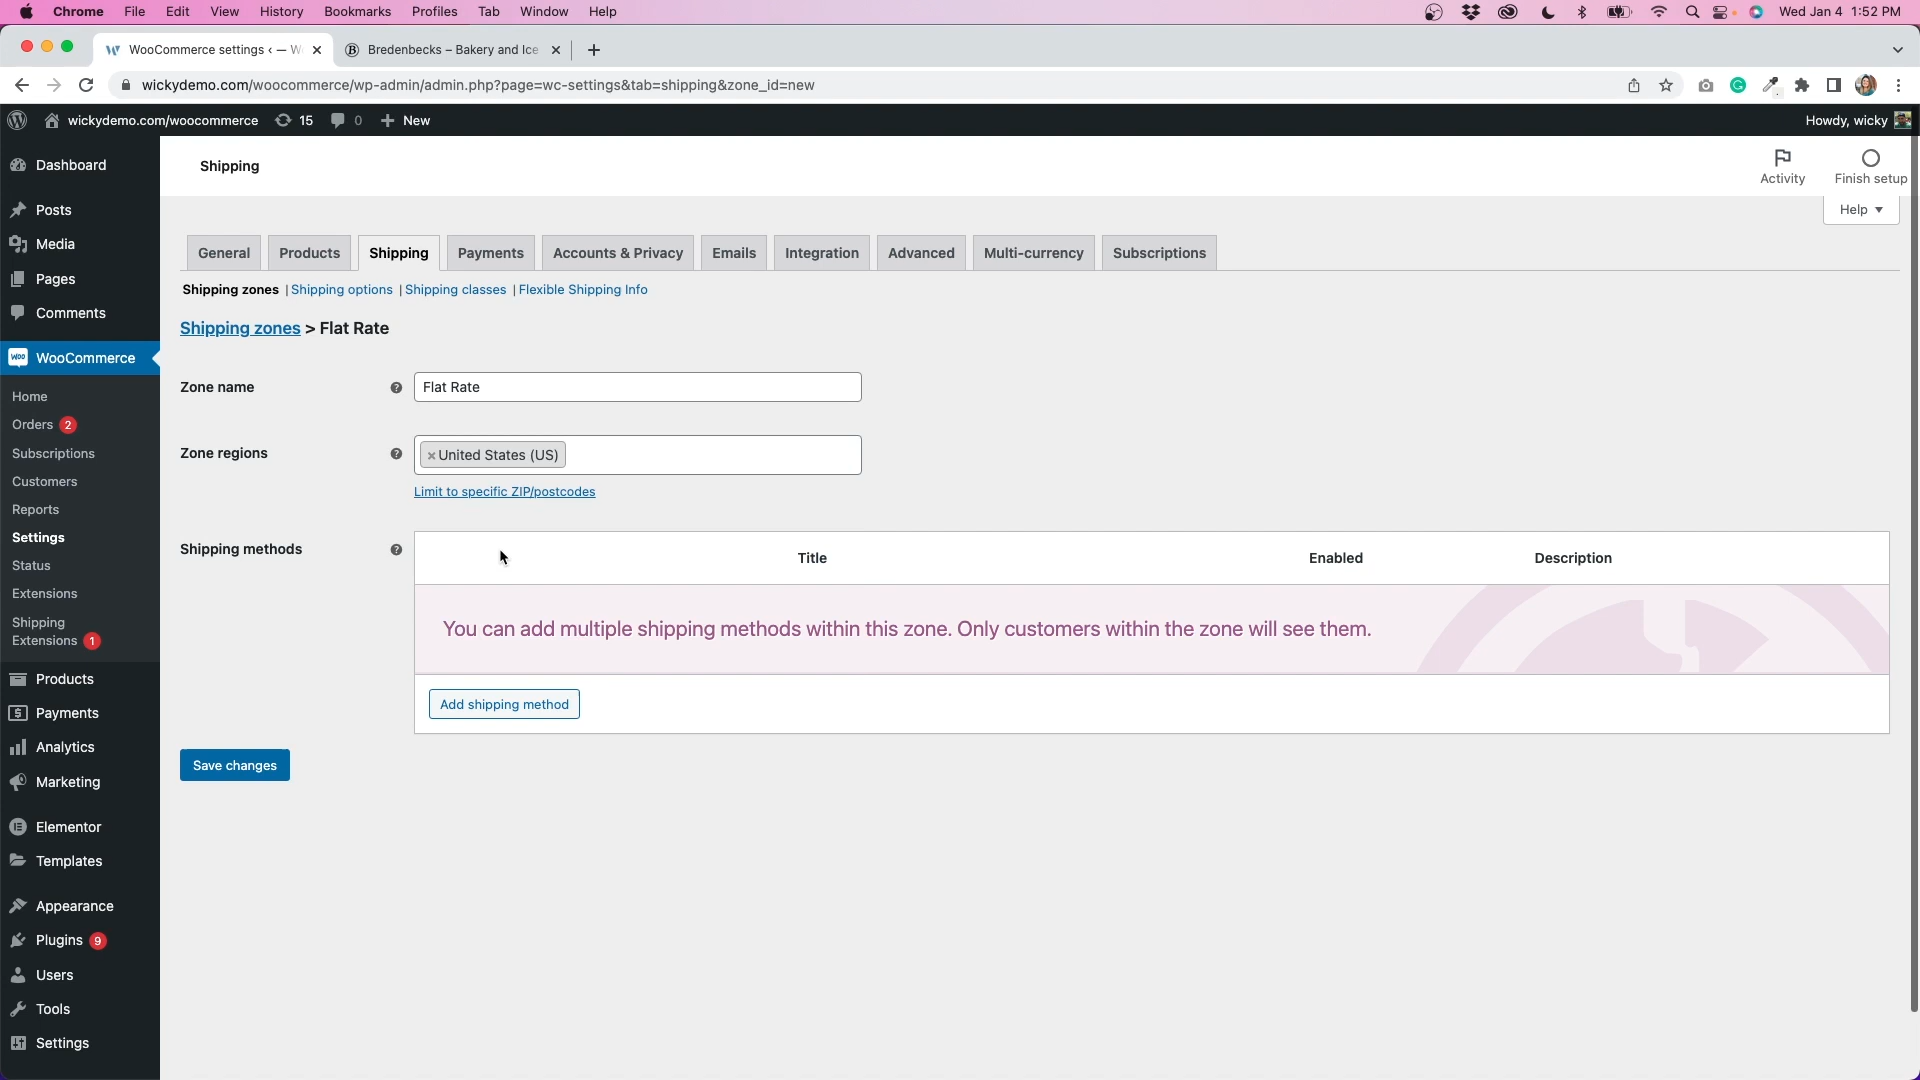 Chrome File Edit View History Bookmarks Profiles Tab Window Help Wed Jan 4 1:52 PM
WooCommerce settings ‹ — W Bredenbecks – Bakery and Ice
wickydemo.com/woocommerce/wp-admin/admin.php?page=wc-settings&tab=shipping&zone_id=new
wickydemo.com/woocommerce 15 0 New Howdy, wicky
Dashboard
Posts
Media
Pages
Comments
WooCommerce
Home
Orders 2
Subscriptions
Customers
Reports
Settings
Status
Extensions
Shipping
Extensions 1
Products
Payments
Analytics
Marketing
Elementor
Templates
Appearance
Plugins 9
Users
Tools
Settings
Shipping
Activity Finish setup
Help
General Products Shipping Payments Accounts & Privacy Emails Integration Advanced Multi-currency Subscriptions
Shipping zones | Shipping options | Shipping classes | Flexible Shipping Info
Shipping zones > Flat Rate
Zone name Flat Rate
Zone regions ×United States (US)
Limit to specific ZIP/postcodes
Shipping methods Title Enabled Description
You can add multiple shipping methods within this zone. Only customers within the zone will see them.
Add shipping method
Save changes